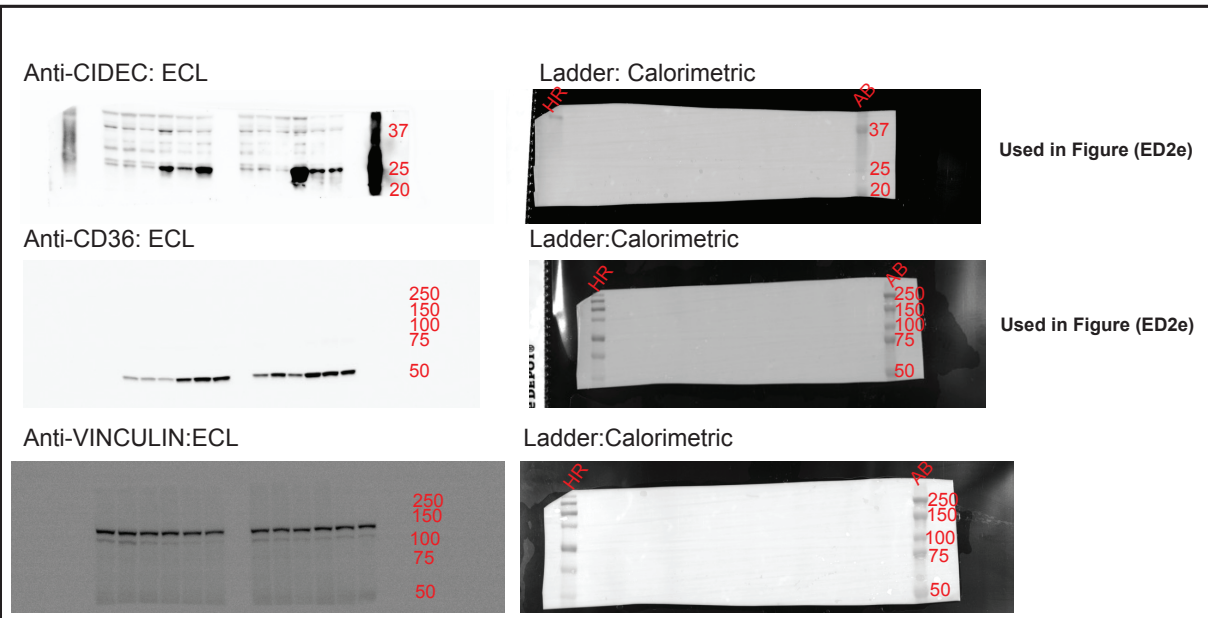 Anti-CIDEC: ECL
Ladder: Calorimetric
HR
AB
37
25
20
37
25
20
Used in Figure (ED2e)
Anti-CD36: ECL
Ladder:Calorimetric
HR
AB
250
150
100
75
50
250
150
100
75
50
Used in Figure (ED2e)
Anti-VINCULIN:ECL
Ladder:Calorimetric
HR
AB
250
150
100
75
50
250
150
100
75
50